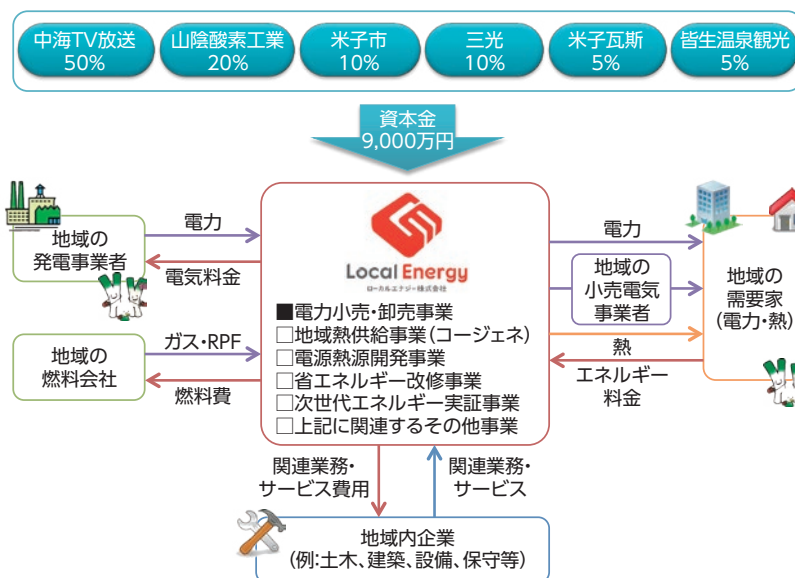 中海TV放送
50%
山陰酸素工業
20%
米子市
10%
三光
10%
米子瓦斯
5%
皆生温泉観光
5%
資本金
9,000万円
地域の
発電事業者
電力
電気料金
地域の
燃料会社
ガス・RPF
燃料費
Local Energy
ローカルエナジー株式会社
■電力小売・卸売事業
□地域熱供給事業(コージェネ)
□電源熱源開発事業
□省エネルギー改修事業
□次世代エネルギー実証事業
□上記に関連するその他事業
電力
地域の
小売電気
事業者
熱
エネルギー
料金
地域の
需要家
(電力・熱)
関連業務・
サービス費用
関連業務・
サービス
地域内企業
(例:土木、建築、設備、保守等)